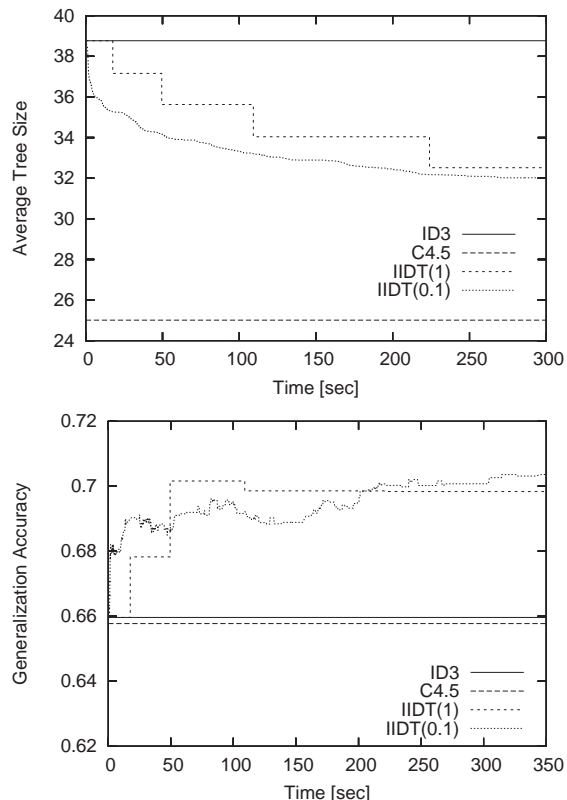 40
38
36
34
32
30
28
26
24
Average Tree Size
ID3
C4.5
IIDT(1)
IIDT(0.1)
0 50 100 150 200 250 300
Time [sec]
0.72
0.7
0.68
0.66
0.64
0.62
Generalization Accuracy
ID3
C4.5
IIDT(1)
IIDT(0.1)
0 50 100 150 200 250 300 350
Time [sec]